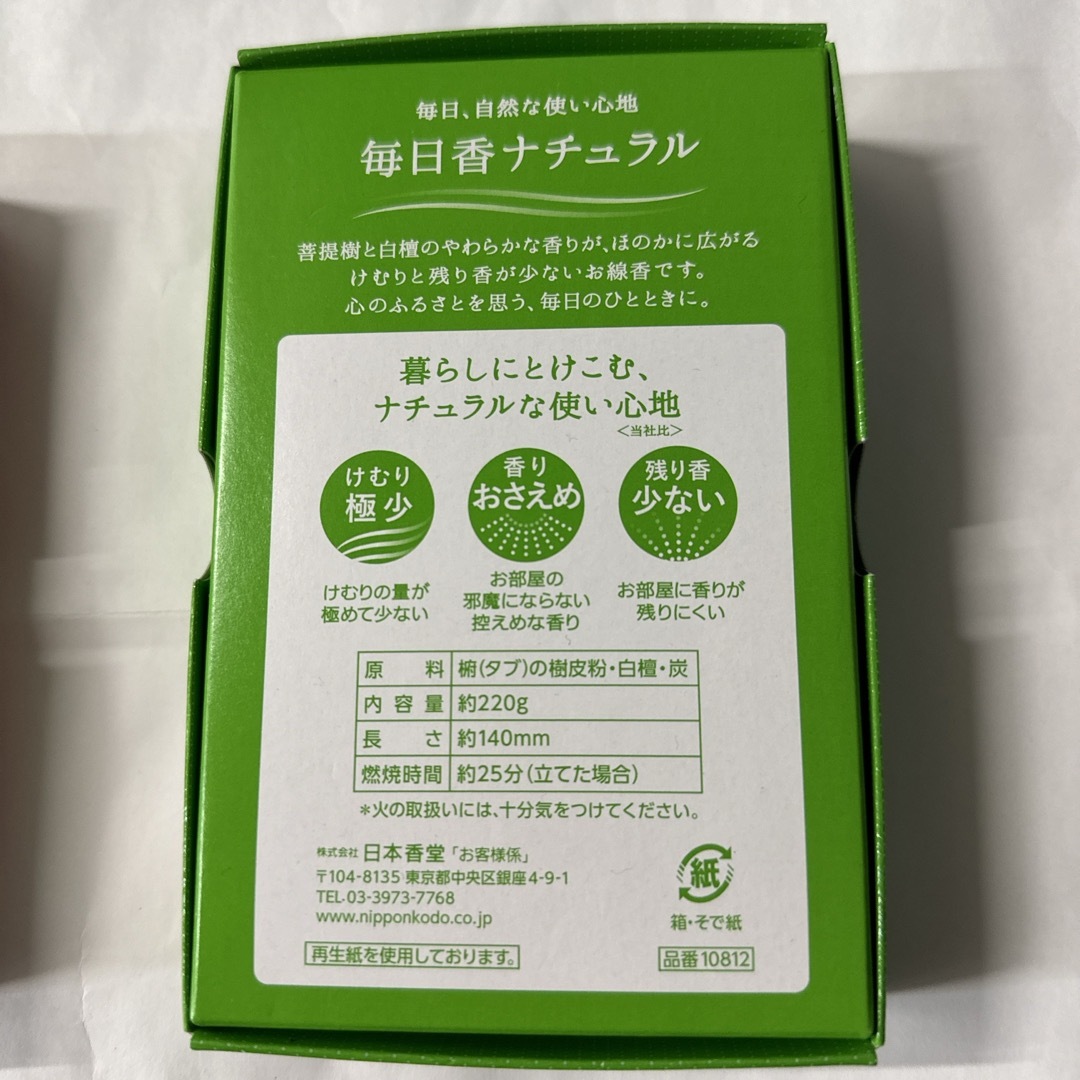 毎日、自然な使い心地
毎日香ナチュラル
菩提樹と白檀のやわらかな香りが、ほのかに広がる
けむりと残り香が少ないお線香です。
心のふるさとを思う、毎日のひとときに。
暮らしにとけこむ、
ナチュラルな使い心地
<当社比>
けむり
極少
けむりの量が
極めて少ない
香り
おさえめ
お部屋の
邪魔にならない
控えめな香り
残り香
少ない
お部屋に香りが
残りにくい
原料 椨(タブ)の樹皮粉・白檀・炭
内容量 約220g
長さ 約140mm
燃焼時間 約25分(立てた場合)
*火の取扱いには、十分気をつけてください。
株式会社 日本香堂「お客様係」
〒104-8135 東京都中央区銀座4-9-1
TEL.03-3973-7768
www.nipponkodo.co.jp
紙
箱・そで紙
再生紙を使用しております。
品番10812